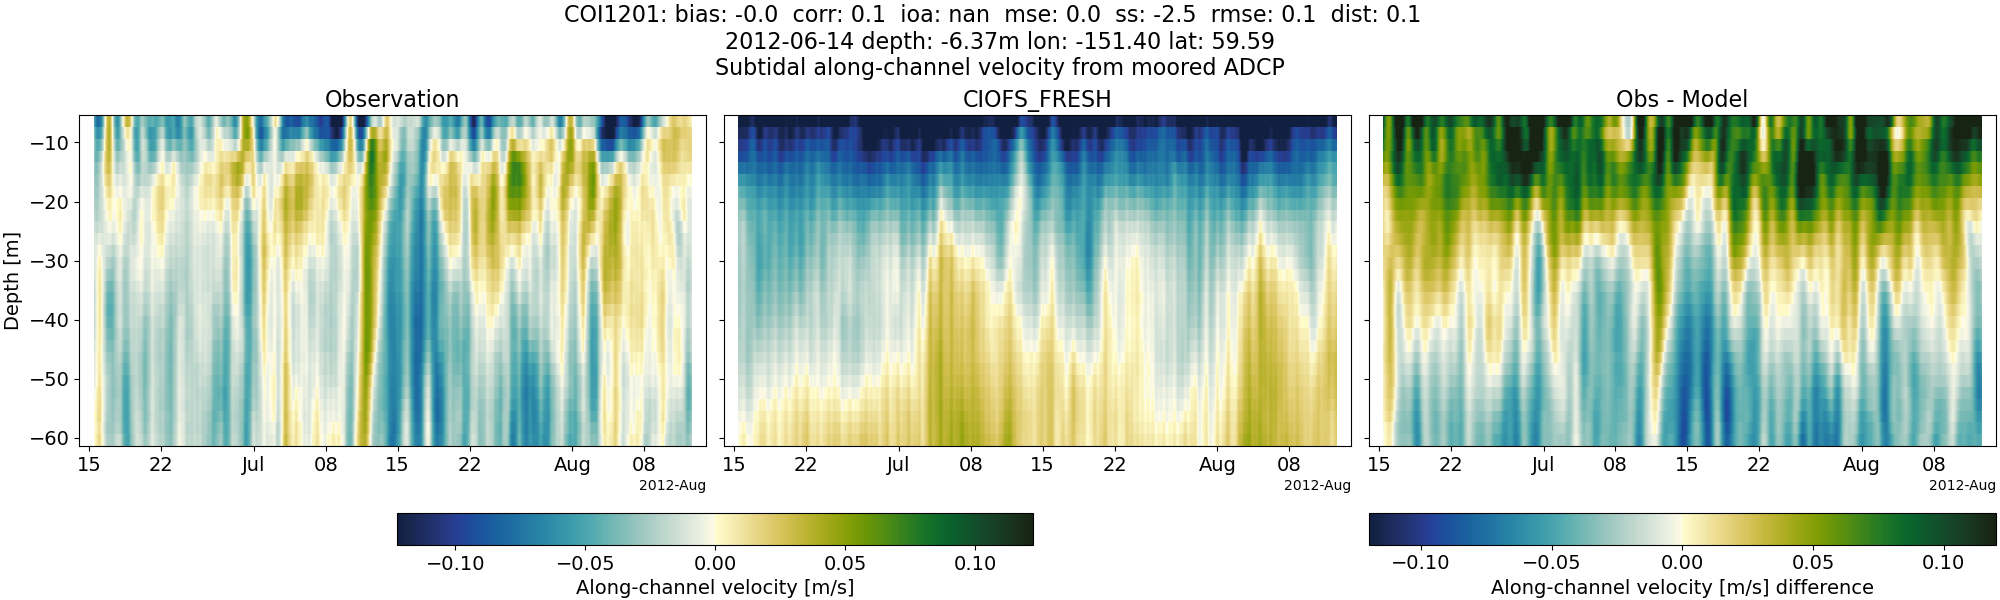 COI1201: bias: -0.0  corr: 0.1  ioa: nan  mse: 0.0  ss: -2.5  rmse: 0.1  dist: 0.1
2012-06-14 depth: -6.37m lon: -151.40 lat: 59.59
Subtidal along-channel velocity from moored ADCP
Observation
CIOFS_FRESH
Obs - Model
Depth [m]
−10
−20
−30
−40
−50
−60
15 22 Jul 08 15 22 Aug 08
2012-Aug
15 22 Jul 08 15 22 Aug 08
2012-Aug
15 22 Jul 08 15 22 Aug 08
2012-Aug
−0.10 −0.05 0.00 0.05 0.10
Along-channel velocity [m/s]
−0.10 −0.05 0.00 0.05 0.10
Along-channel velocity [m/s] difference